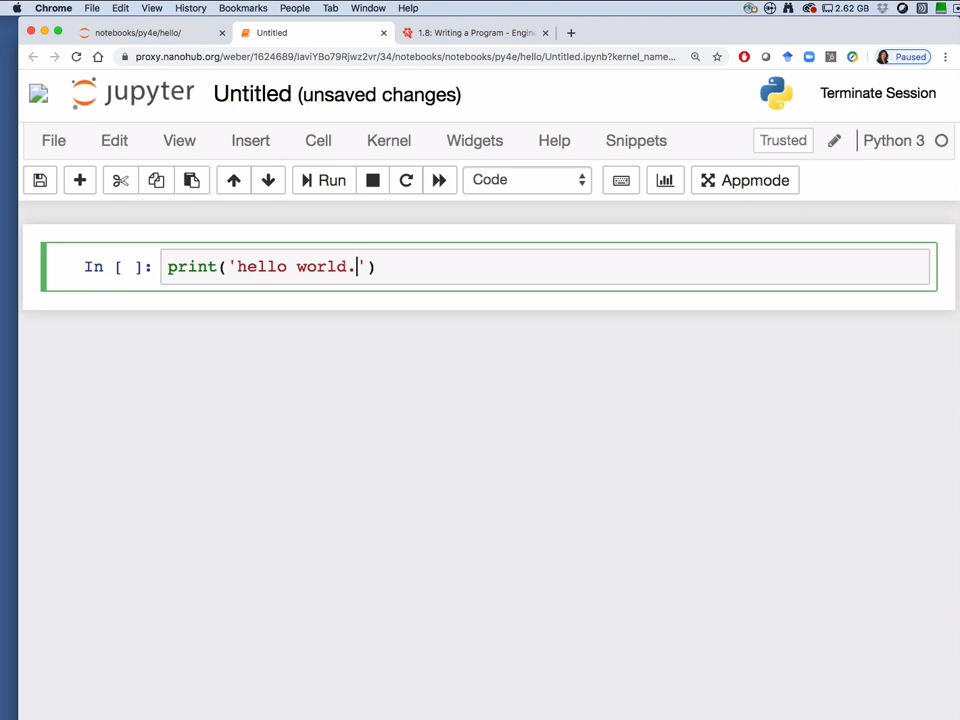 Chrome File Edit View History Bookmarks People Tab Window Help 2.62 GB
notebooks/py4e/hello/ Untitled 1.8: Writing a Program - Engine
proxy.nanohub.org/weber/1624689/IaviYBo79Rjwz2vr/34/notebooks/notebooks/py4e/hello/Untitled.ipynb?kernel_name... Paused
jupyter Untitled (unsaved changes) Terminate Session
File Edit View Insert Cell Kernel Widgets Help Snippets Trusted Python 3
Run Code Appmode
In [ ]: print('hello world.')